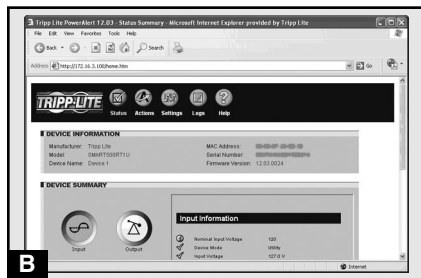 Tripp Lite PowerAlert 12.03 - Status Summary - Microsoft Internet Explorer provided by Tripp Lite
File Edit View Favorites Tools Help
Back Search
Address http://172.16.3.100/home.htm Go
TRIPP·LITE
Status Actions Settings Logs Help
DEVICE INFORMATION
Manufacturer: Tripp Lite MAC Address:
Model: SMART500RT1U Serial Number:
Device Name: Device 1 Firmware Version: 12.03.0024
DEVICE SUMMARY
Input Output
Input Information
Nominal Input Voltage 120
Device Mode Utility
Input Voltage 127.0 V
Internet
B